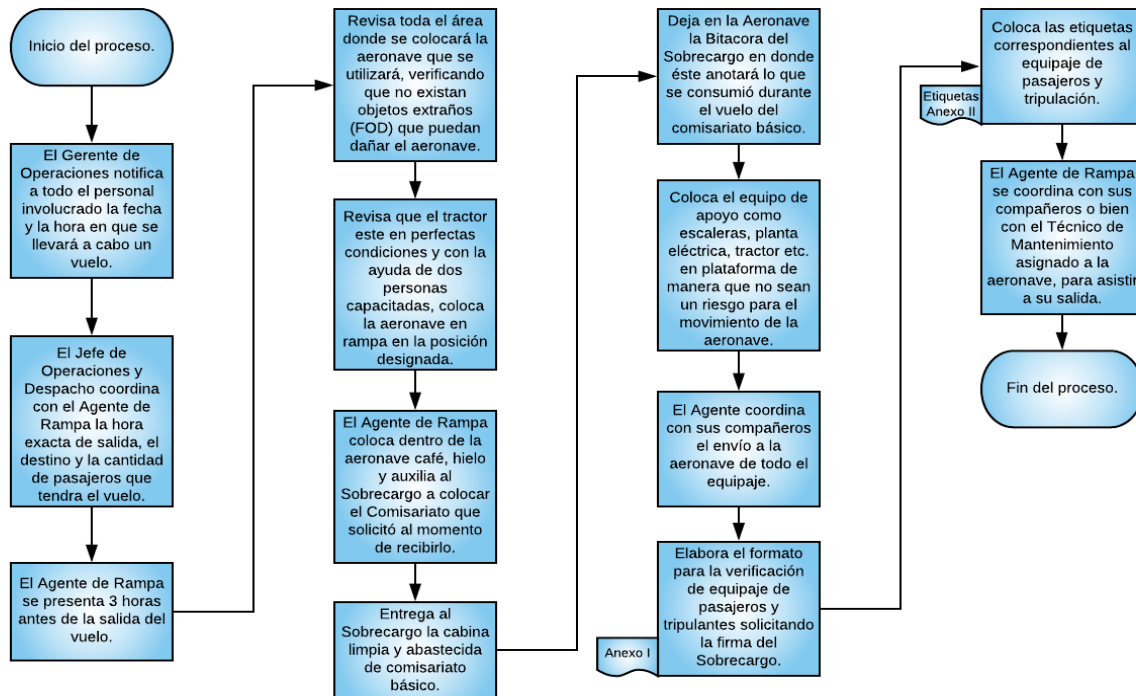 Inicio del proceso.
El Gerente de
Operaciones notifica
a todo el personal
involucrado la fecha
y la hora en que se
llevará a cabo un
vuelo.
El Jefe de
Operaciones y
Despacho coordina
con el Agente de
Rampa la hora
exacta de salida, el
destino y la cantidad
de pasajeros que
tendra el vuelo.
El Agente de Rampa
se presenta 3 horas
antes de la salida del
vuelo.
Revisa toda el área
donde se colocará la
aeronave que se
utilizará, verificando
que no existan
objetos extraños
(FOD) que puedan
dañar el aeronave.
Revisa que el tractor
este en perfectas
condiciones y con la
ayuda de dos
personas
capacitadas, coloca
la aeronave en
rampa en la posición
designada.
El Agente de Rampa
coloca dentro de la
aeronave café, hielo
y auxilia al
Sobrecargo a colocar
el Comisariato que
solicitó al momento
de recibirlo.
Entrega al
Sobrecargo la cabina
limpia y abastecida
de comisariato
básico.
Deja en la Aeronave
la Bitacora del
Sobrecargo en donde
éste anotará lo que
se consumió durante
el vuelo del
comisariato básico.
Coloca el equipo de
apoyo como
escaleras, planta
eléctrica, tractor etc.
en plataforma de
manera que no sean
un riesgo para el
movimiento de la
aeronave.
El Agente coordina
con sus compañeros
el envío a la
aeronave de todo el
equipaje.
Elabora el formato
para la verificación
de equipaje de
pasajeros y
tripulantes solicitando
la firma del
Sobrecargo.
Anexo I
Coloca las etiquetas
correspondientes al
equipaje de
pasajeros y
tripulación.
Etiquetas
Anexo II
El Agente de Rampa
se coordina con sus
compañeros o bien
con el Técnico de
Mantenimiento
asignado a la
aeronave, para asistir
a su salida.
Fin del proceso.